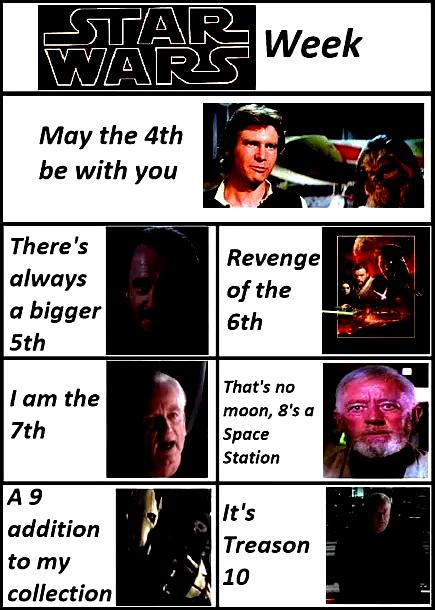 STAR
WARS
Week
May the 4th
be with you
There's
always
a bigger
5th
Revenge
of the
6th
I am the
7th
That's no
moon, 8's a
Space
Station
A 9
addition
to my
collection
It's
Treason
10